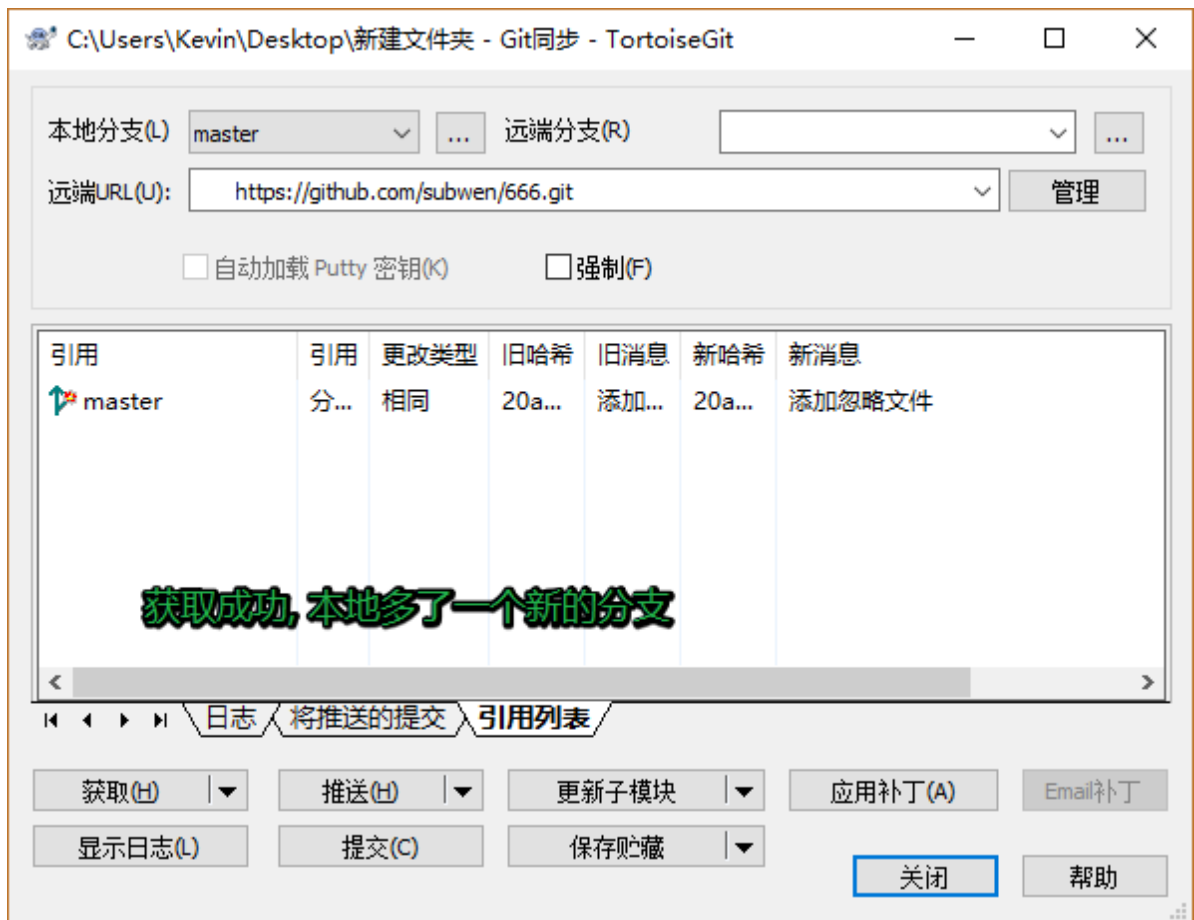 C:\Users\Kevin\Desktop\新建文件夹 - Git同步 - TortoiseGit
本地分支(L) master ... 远端分支(R) ...
远端URL(U): https://github.com/subwen/666.git 管理
自动加载 Putty 密钥(K) 强制(F)
引用 引用 更改类型 旧哈希 旧消息 新哈希 新消息
master 分... 相同 20a... 添加... 20a... 添加忽略文件
获取成功, 本地多了一个新的分支
日志 将推送的提交 引用列表
获取(H) 推送(H) 更新子模块 应用补丁(A) Email补丁
显示日志(L) 提交(C) 保存贮藏
关闭 帮助